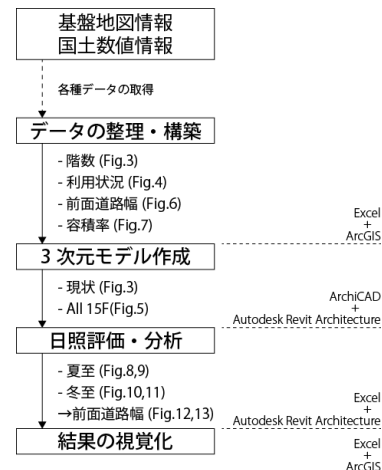 基盤地図情報
国土数値情報
各種データの取得
データの整理・構築
- 階数 (Fig.3)
- 利用状況 (Fig.4)
- 前面道路幅 (Fig.6)
- 容積率 (Fig.7)
Excel
+
ArcGIS
3 次元モデル作成
- 現状 (Fig.3)
- All 15F(Fig.5)
ArchiCAD
+
Autodesk Revit Architecture
日照評価・分析
- 夏至 (Fig.8,9)
- 冬至 (Fig.10,11)
→前面道路幅 (Fig.12,13)
Excel
+
Autodesk Revit Architecture
結果の視覚化
Excel
+
ArcGIS